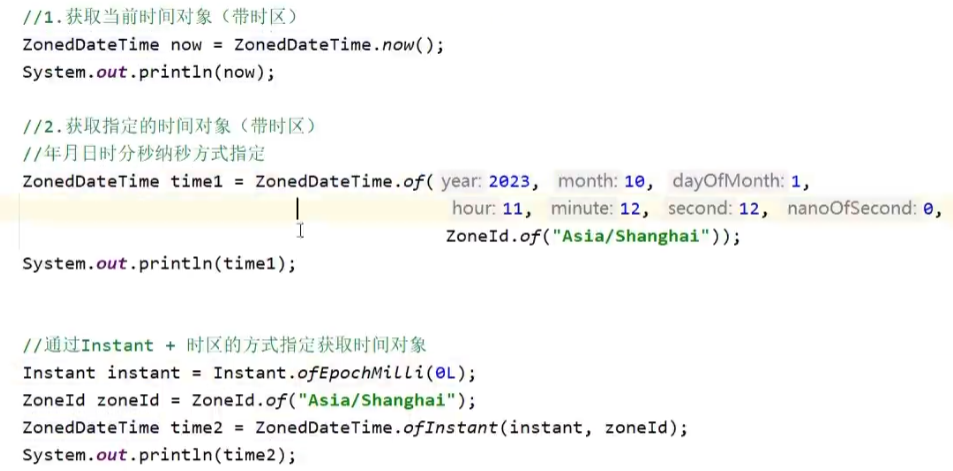 //1.获取当前时间对象（带时区）
ZonedDateTime now = ZonedDateTime.now();
System.out.println(now);
//2.获取指定的时间对象（带时区）
//年月日时分秒纳秒方式指定
ZonedDateTime time1 = ZonedDateTime.of( year: 2023, month: 10, dayOfMonth: 1,
hour: 11, minute: 12, second: 12, nanoOfSecond: 0,
ZoneId.of("Asia/Shanghai"));
System.out.println(time1);
//通过Instant + 时区的方式指定获取时间对象
Instant instant = Instant.ofEpochMilli(0L);
ZoneId zoneId = ZoneId.of("Asia/Shanghai");
ZonedDateTime time2 = ZonedDateTime.ofInstant(instant, zoneId);
System.out.println(time2);